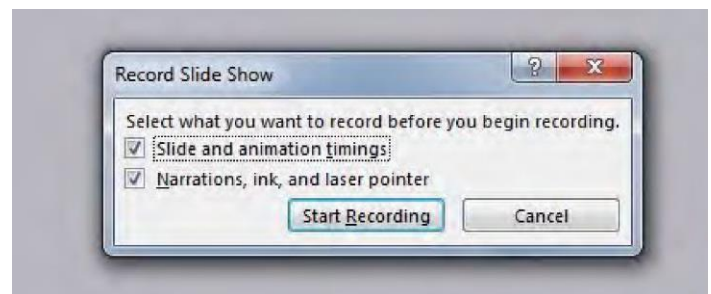 Record Slide Show
Select what you want to record before you begin recording.
Slide and animation timings
Narrations, ink, and laser pointer
Start Recording Cancel